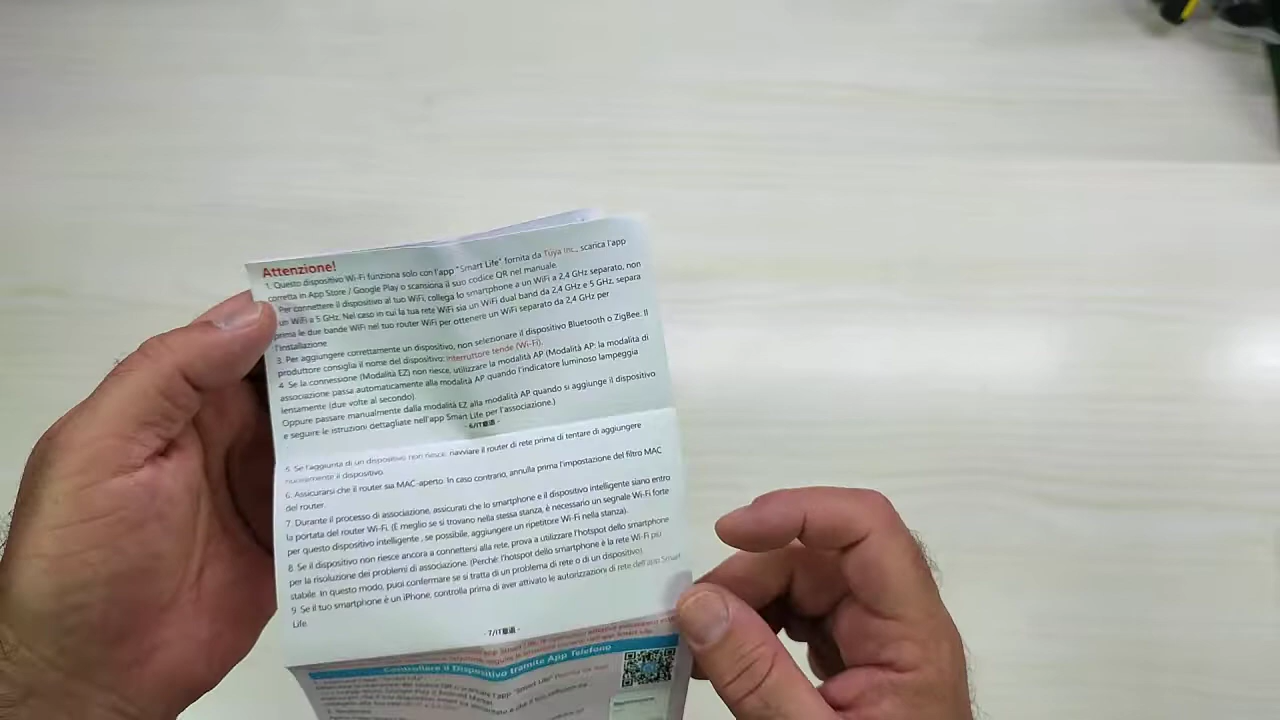 Attenzione!
1. Questo dispositivo Wi-Fi funziona solo con l'app "Smart Life" fornita da Tuya Inc., scarica l'app
corretta in App Store / Google Play o scansiona il suo codice QR nel manuale.
Per connettere il dispositivo al tuo WiFi, collega lo smartphone a un WiFi a 2,4 GHz separato, non
un WiFi a 5 GHz. Nel caso in cui la tua rete WiFi sia un WiFi dual band da 2,4 GHz e 5 GHz, separa
prima le due bande WiFi nel tuo router WiFi per ottenere un WiFi separato da 2,4 GHz per
l'installazione
3. Per aggiungere correttamente un dispositivo, non selezionare il dispositivo Bluetooth o ZigBee. Il
produttore consiglia il nome del dispositivo: interruttore tende (Wi-Fi).
4. Se la connessione (Modalità EZ) non riesce, utilizzare la modalità AP (Modalità AP: la modalità di
associazione passa automaticamente alla modalità AP quando l'indicatore luminoso lampeggia
lentamente (due volte al secondo).
Oppure passare manualmente dalla modalità EZ alla modalità AP quando si aggiunge il dispositivo
e seguire le istruzioni dettagliate nell'app Smart Life per l'associazione.)
- 6/IT意语 -
5. Se l'aggiunta di un dispositivo non riesce, riavviare il router di rete prima di tentare di aggiungere
nuovamente il dispositivo.
6. Assicurarsi che il router sia MAC-aperto. In caso contrario, annulla prima l'impostazione del filtro MAC
del router.
7. Durante il processo di associazione, assicurati che lo smartphone e il dispositivo intelligente siano entro
la portata del router Wi-Fi. (È meglio se si trovano nella stessa stanza, è necessario un segnale Wi-Fi forte
per questo dispositivo intelligente , se possibile, aggiungere un ripetitore Wi-Fi nella stanza).
8. Se il dispositivo non riesce ancora a connettersi alla rete, prova a utilizzare l'hotspot dello smartphone
per la risoluzione dei problemi di associazione. (Perché l'hotspot dello smartphone è la rete Wi-Fi più
stabile. In questo modo, puoi confermare se si tratta di un problema di rete o di un dispositivo).
9. Se il tuo smartphone è un iPhone, controlla prima di aver attivato le autorizzazioni di rete dell'app Smart
Life.
- 7/IT意语 -
Controllare il Dispositivo tramite App Telefono